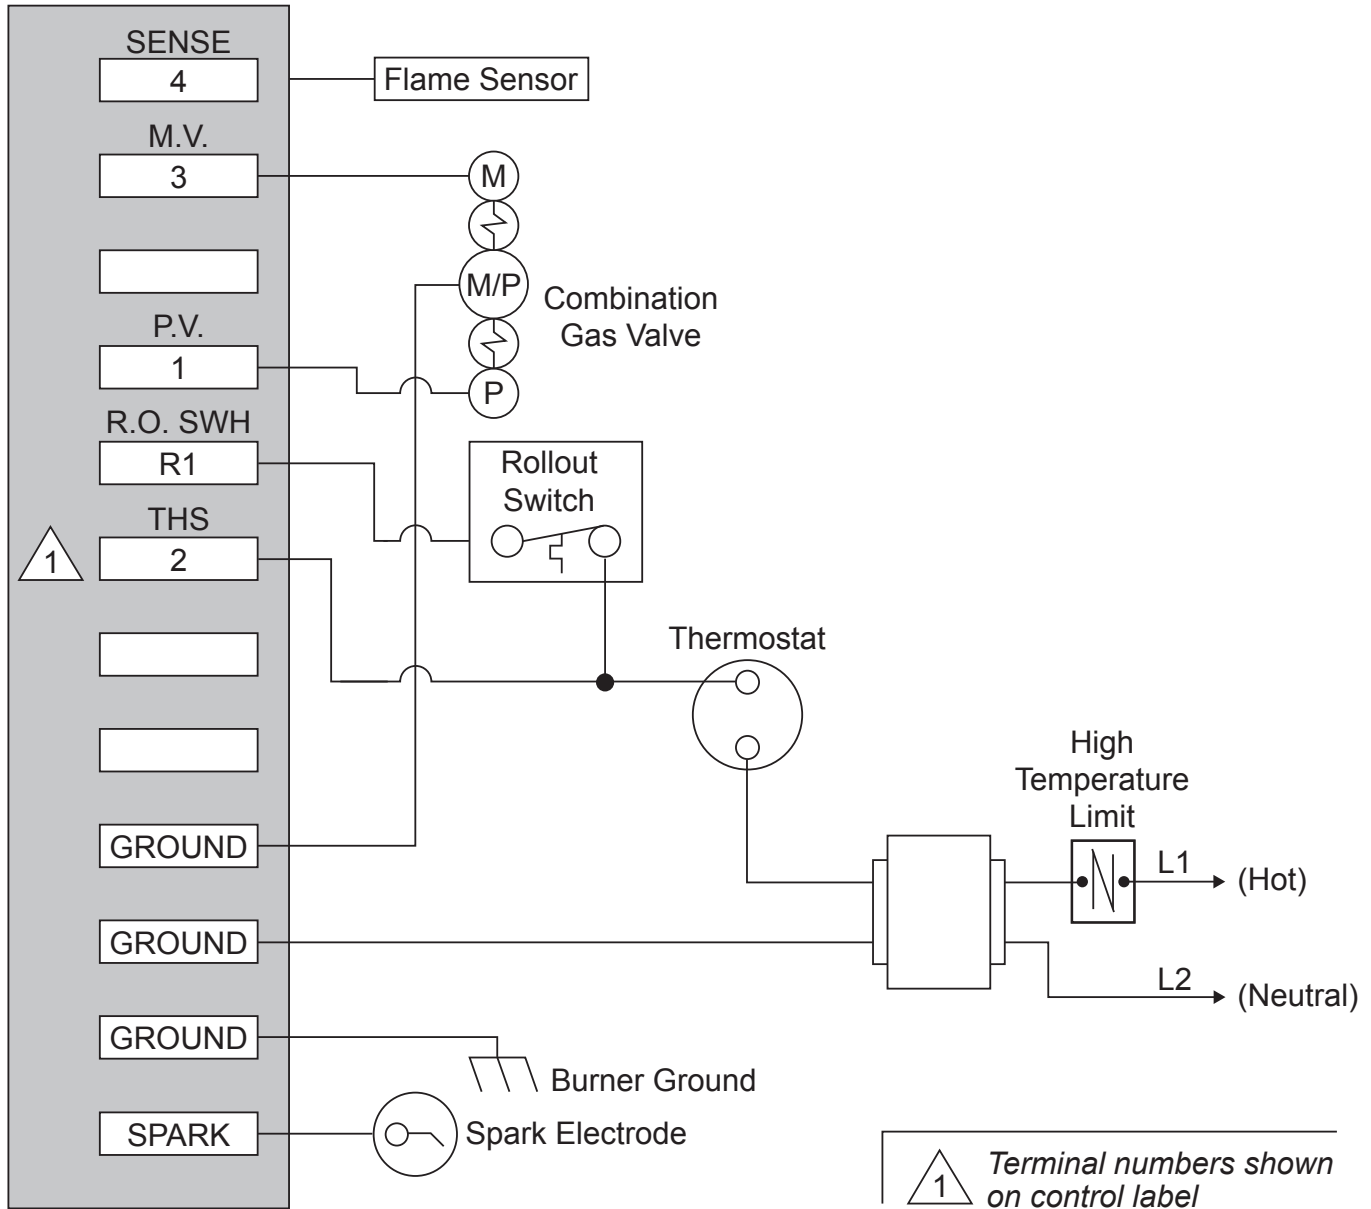 SENSE
4
Flame Sensor
M.V.
3
M
M/P
Combination
Gas Valve
P.V.
1
P
R.O. SWH
R1
Rollout
Switch
THS
1
2
Thermostat
High
Temperature
Limit
GROUND
L1
(Hot)
GROUND
L2
(Neutral)
GROUND
Burner Ground
SPARK
Spark Electrode
1
Terminal numbers shown
on control label